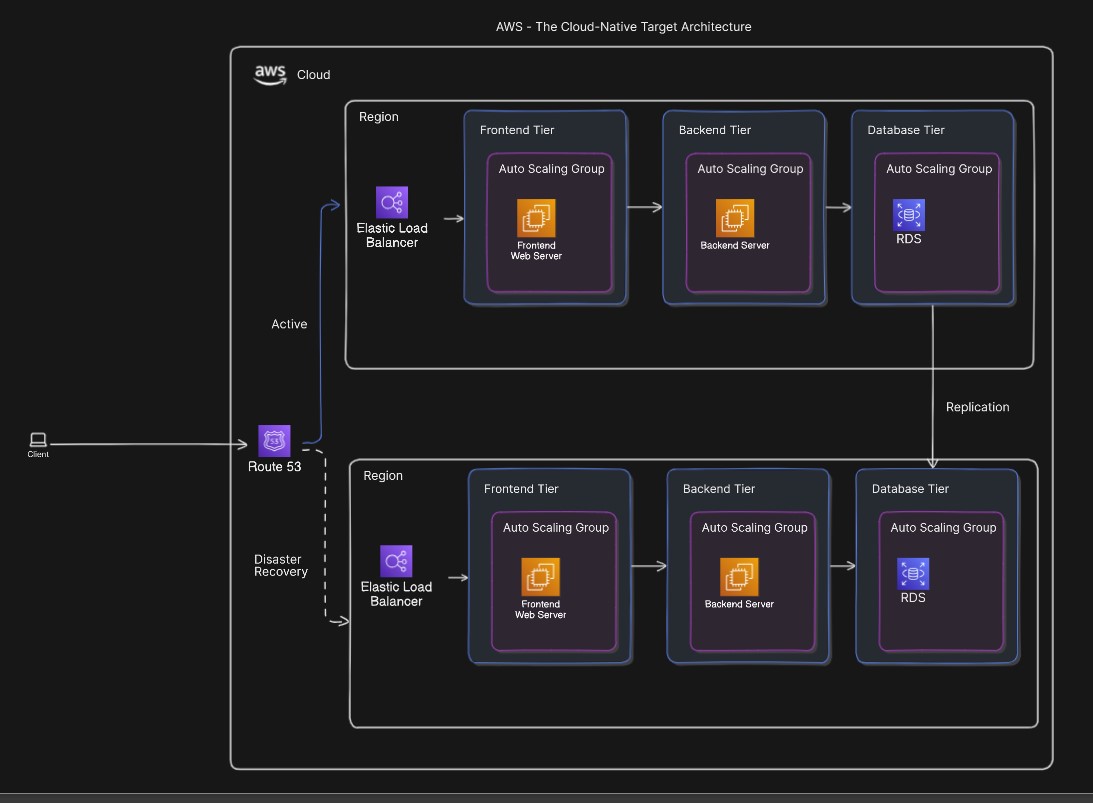 AWS - The Cloud-Native Target Architecture
aws
Cloud
Region
Frontend Tier
Backend Tier
Database Tier
Auto Scaling Group
Auto Scaling Group
Auto Scaling Group
Elastic Load
Balancer
Frontend
Web Server
Backend Server
RDS
Active
Replication
Client
53
Route 53
Region
Frontend Tier
Backend Tier
Database Tier
Auto Scaling Group
Auto Scaling Group
Auto Scaling Group
Disaster
Recovery
Elastic Load
Balancer
Frontend
Web Server
Backend Server
RDS